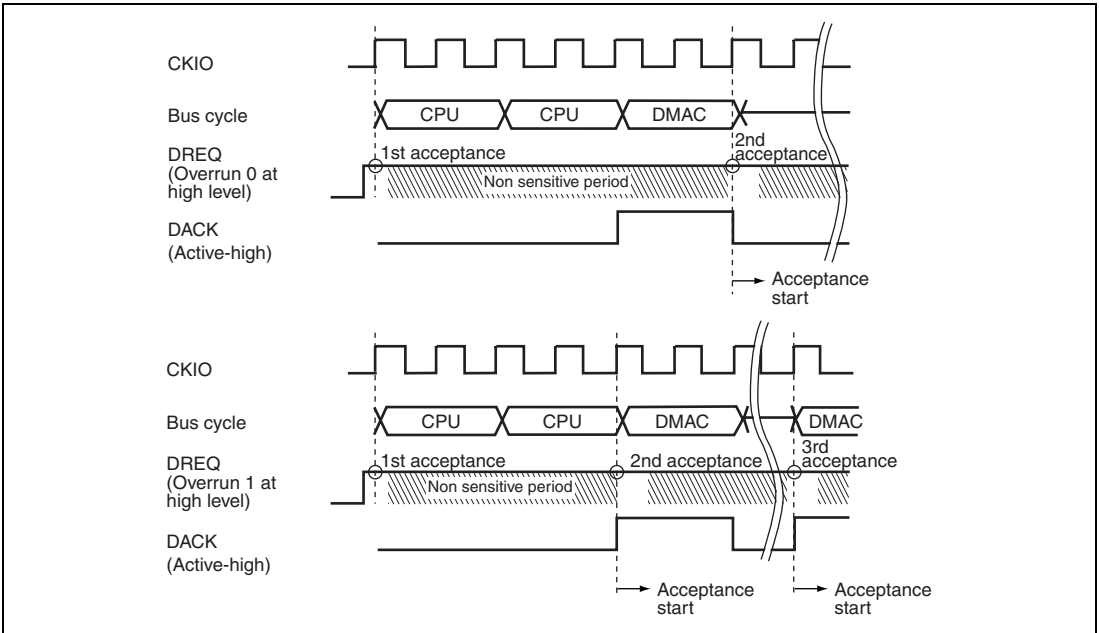 CKIO
Bus cycle
CPU
CPU
DMAC
DREQ
(Overrun 0 at
high level)
1st acceptance
2nd
acceptance
Non sensitive period
DACK
(Active-high)
Acceptance
start
CKIO
Bus cycle
CPU
CPU
DMAC
DMAC
DREQ
(Overrun 1 at
high level)
1st acceptance
2nd acceptance
3rd
acceptance
Non sensitive period
DACK
(Active-high)
Acceptance
start
Acceptance
start